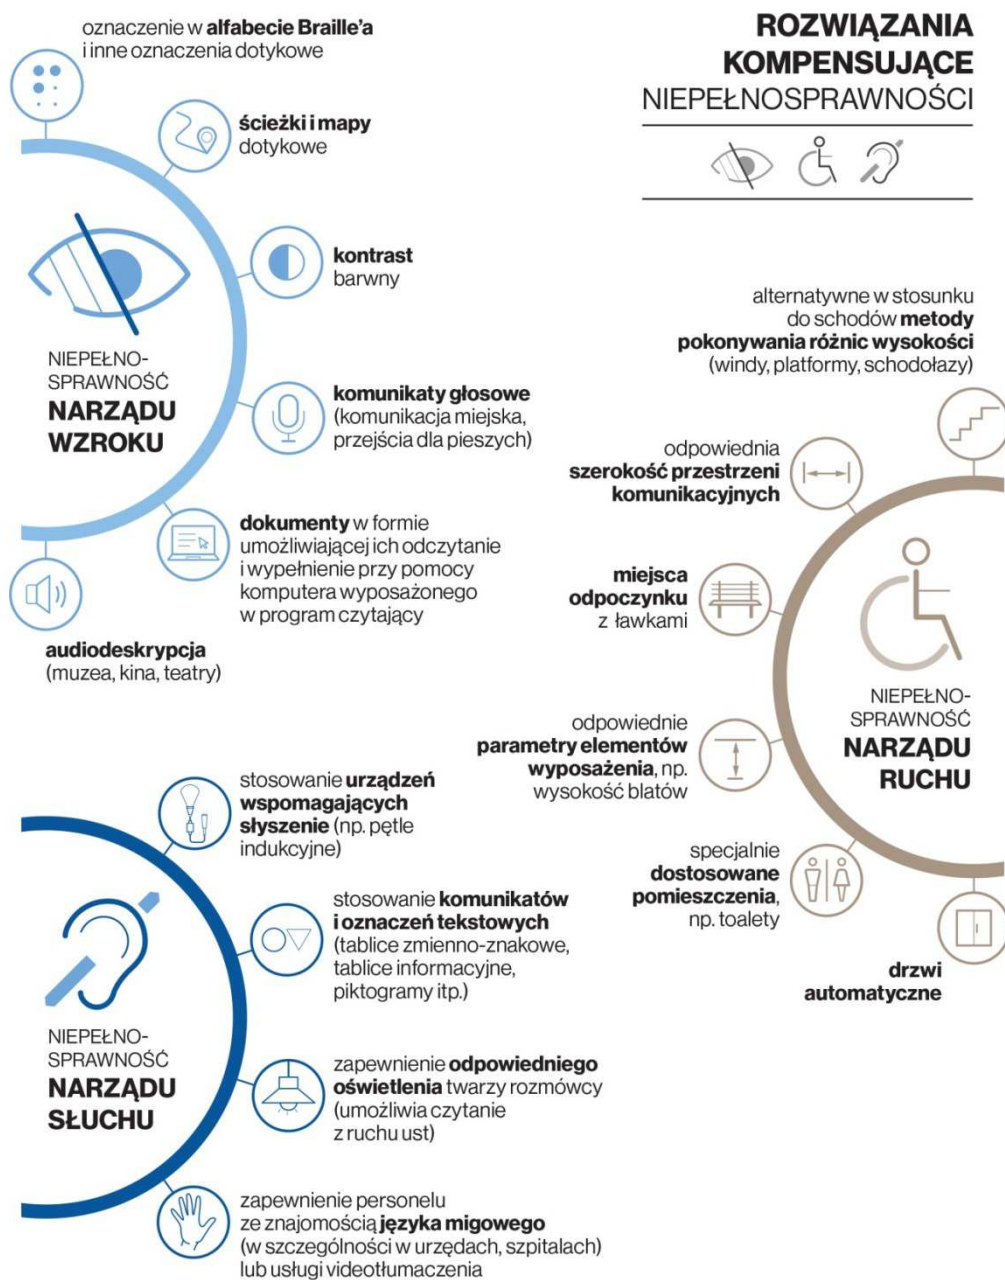 ROZWIĄZANIA
KOMPENSUJĄCE
NIEPEŁNOSPRAWNOŚCI
oznaczenie w alfabecie Braille’a
i inne oznaczenia dotykowe
ścieżki i mapy
dotykowe
kontrast
barwny
NIEPEŁNO-
SPRAWNOŚĆ
NARZĄDU
WZROKU
komunikaty głosowe
(komunikacja miejska,
przejścia dla pieszych)
dokumenty w formie
umożliwiającej ich odczytanie
i wypełnienie przy pomocy
komputera wyposażonego
w program czytający
audiodeskrypcja
(muzea, kina, teatry)
alternatywne w stosunku
do schodów metody
pokonywania różnic wysokości
(windy, platformy, schodołazy)
odpowiednia
szerokość przestrzeni
komunikacyjnych
miejsca
odpoczynku
z ławkami
NIEPEŁNO-
SPRAWNOŚĆ
NARZĄDU
RUCHU
odpowiednie
parametry elementów
wyposażenia, np.
wysokość blatów
specjalnie
dostosowane
pomieszczenia,
np. toalety
drzwi
automatyczne
stosowanie urządzeń
wspomagających
słyszenie (np. pętle
indukcyjne)
stosowanie komunikatów
i oznaczeń tekstowych
(tablice zmienno-znakowe,
tablice informacyjne,
piktogramy itp.)
NIEPEŁNO-
SPRAWNOŚĆ
NARZĄDU
SŁUCHU
zapewnienie odpowiedniego
oświetlenia twarzy rozmówcy
(umożliwia czytanie
z ruchu ust)
zapewnienie personelu
ze znajomością języka migowego
(w szczególności w urzędach, szpitalach)
lub usługi videotłumaczenia